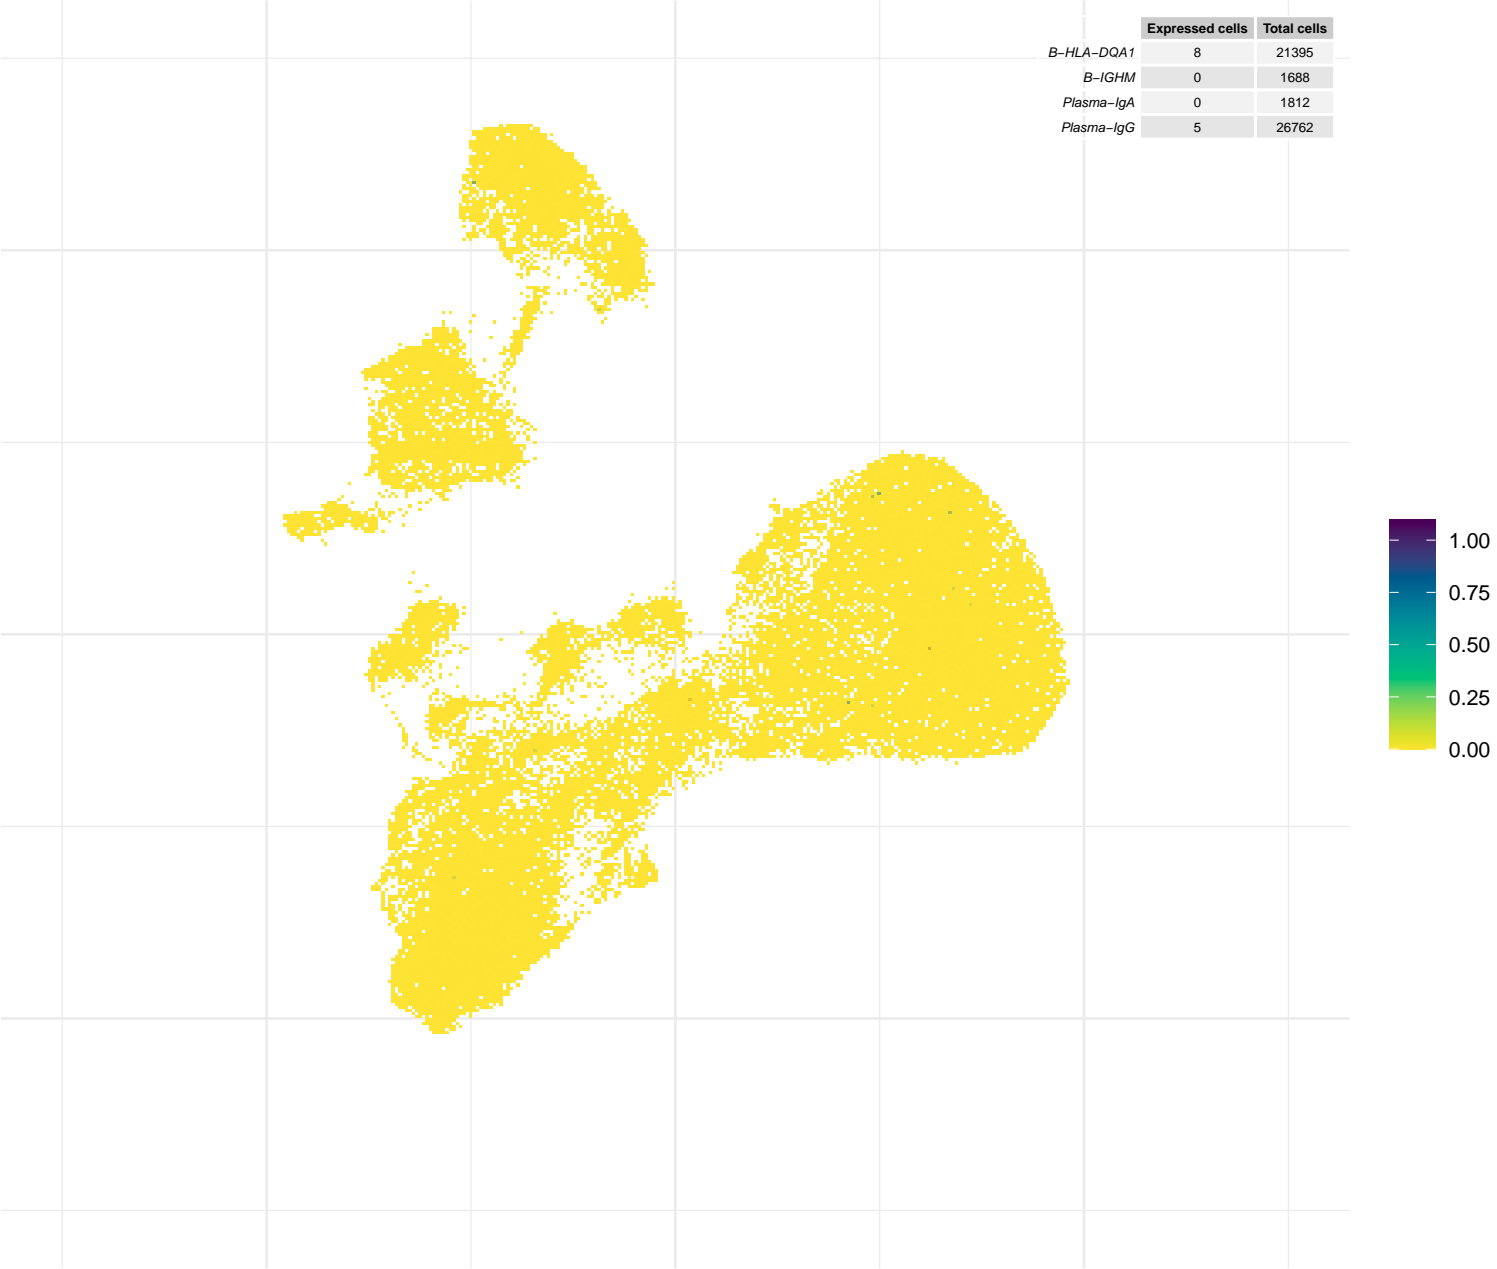 Expressed cells Total cells
B−HLA−DQA1 8 21395
B−IGHM 0 1688
Plasma−IgA 0 1812
Plasma−IgG 5 26762
1.00
0.75
0.50
0.25
0.00